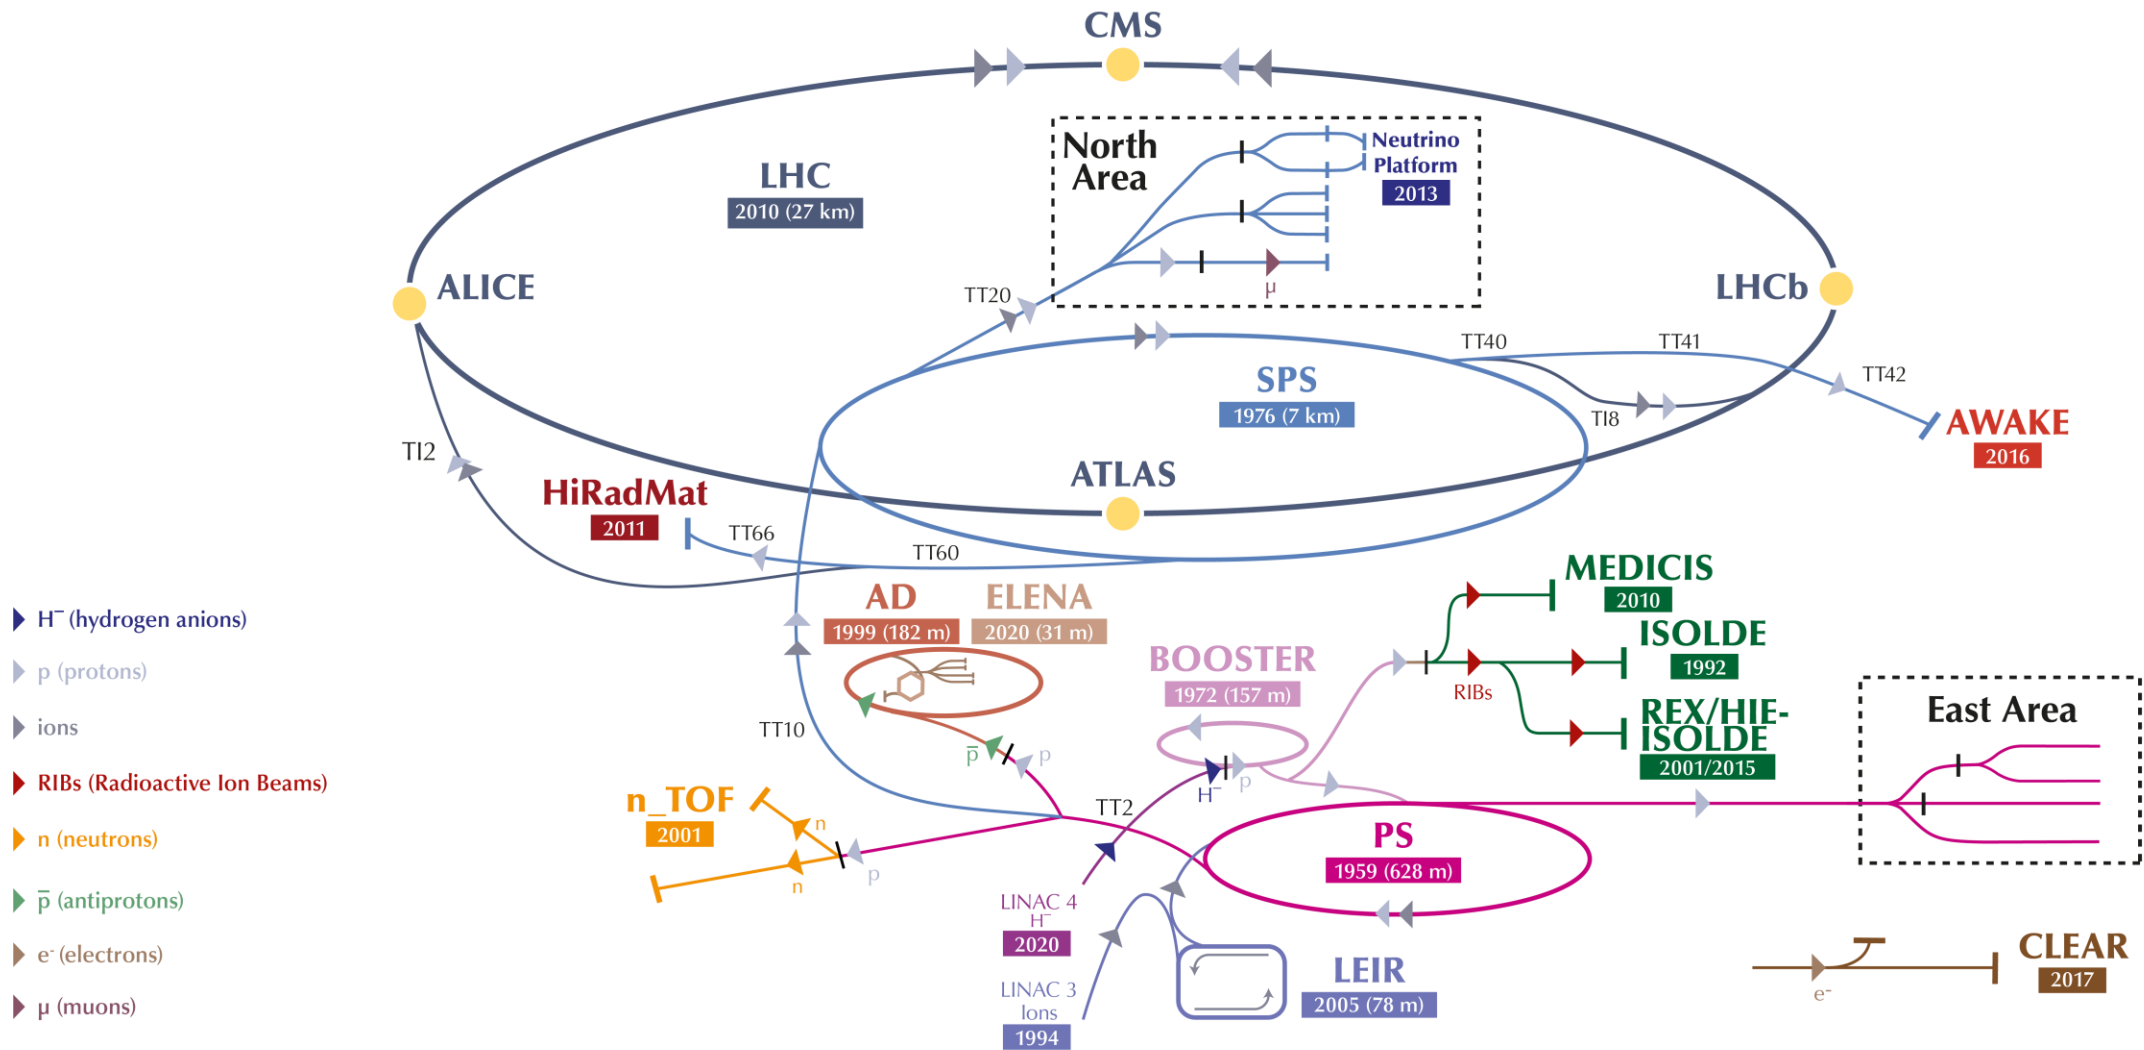 CMS
North
Area
Neutrino
Platform
2013
LHC
2010 (27 km)
ALICE
LHCb
μ
TT20
TT40
TT41
TT42
SPS
1976 (7 km)
TI8
AWAKE
2016
TI2
ATLAS
HiRadMat
2011
TT66
TT60
MEDICIS
2010
AD
1999 (182 m)
ELENA
2020 (31 m)
H⁻ (hydrogen anions)
p (protons)
ions
RIBs (Radioactive Ion Beams)
n (neutrons)
p̅ (antiprotons)
e⁻ (electrons)
μ (muons)
BOOSTER
1972 (157 m)
ISOLDE
1992
RIBs
REX/HIE-
ISOLDE
2001/2015
East Area
TT10
p̅
p
H⁻
p
n_TOF
2001
n
n
p
TT2
PS
1959 (628 m)
LINAC 4
H⁻
2020
LINAC 3
Ions
1994
LEIR
2005 (78 m)
CLEAR
2017
e⁻